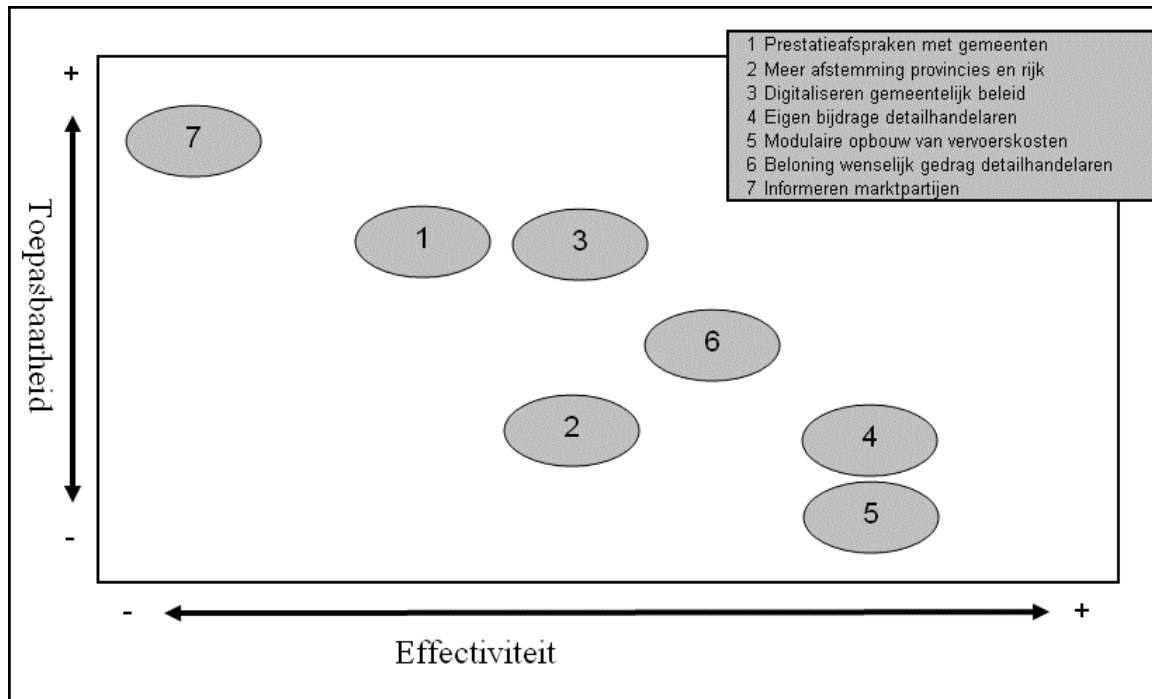 1 Prestatieafspraken met gemeenten
2 Meer afstemming provincies en rijk
3 Digitaliseren gemeentelijk beleid
4 Eigen bijdrage detailhandelaren
5 Modulaire opbouw van vervoerskosten
6 Beloning wenselijk gedrag detailhandelaren
7 Informeren marktpartijen
+
7
1
3
6
2
4
5
Toepasbaarheid
-
-
+
Effectiviteit